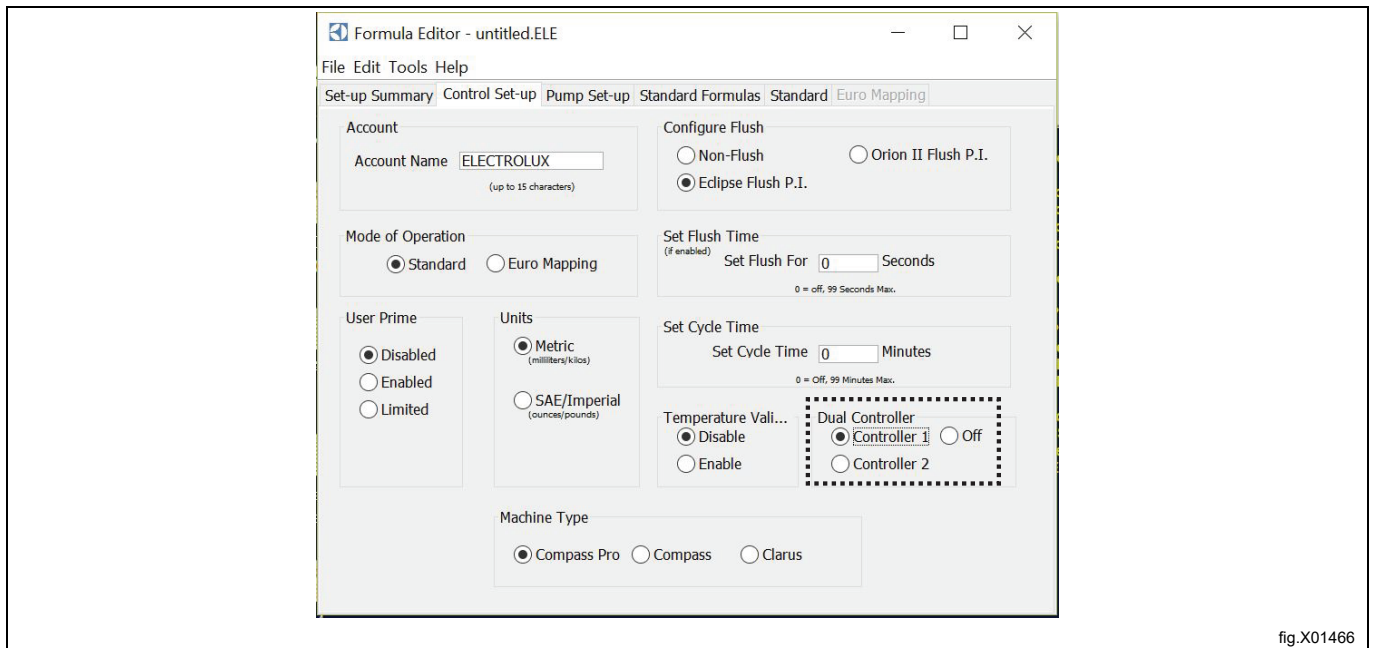 Formula Editor - untitled.ELE
File Edit Tools Help
Set-up Summary Control Set-up Pump Set-up Standard Formulas Standard Euro Mapping
Account
Account Name ELECTROLUX
(up to 15 characters)
Configure Flush
Non-Flush
Orion II Flush P.I.
Eclipse Flush P.I.
Mode of Operation
Standard Euro Mapping
Set Flush Time
(if enabled)
Set Flush For 0 Seconds
0 = off, 99 Seconds Max.
User Prime
Disabled
Enabled
Limited
Units
Metric
(milliliters/kilos)
SAE/Imperial
(ounces/pounds)
Set Cycle Time
Set Cycle Time 0 Minutes
0 = Off, 99 Minutes Max.
Temperature Vali...
Disable
Enable
Dual Controller
Controller 1 Off
Controller 2
Machine Type
Compass Pro Compass Clarus
fig.X01466